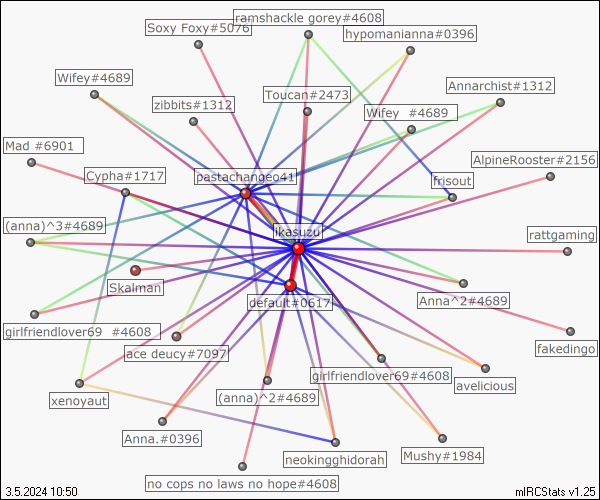 ramshackle gorey#4608
Soxy Foxy#5076
hypomanianna#0396
Wifey#4689
Annarchist#1312
Toucan#2473
zibbits#1312
Wifey  #4689
Mad #6901
AlpineRooster#2156
Cypha#1717
pastachangeo41
frisout
(anna)^3#4689
ikasuzu
rattgaming
Skalman
default#0617
Anna^2#4689
girlfriendlover69  #4608
ace deucy#7097
fakedingo
girlfriendlover69#4608
avelicious
xenoyaut
(anna)^2#4689
Anna.#0396
neokingghidorah
Mushy#1984
no cops no laws no hope#4608
3.5.2024 10:50
mIRCStats v1.25